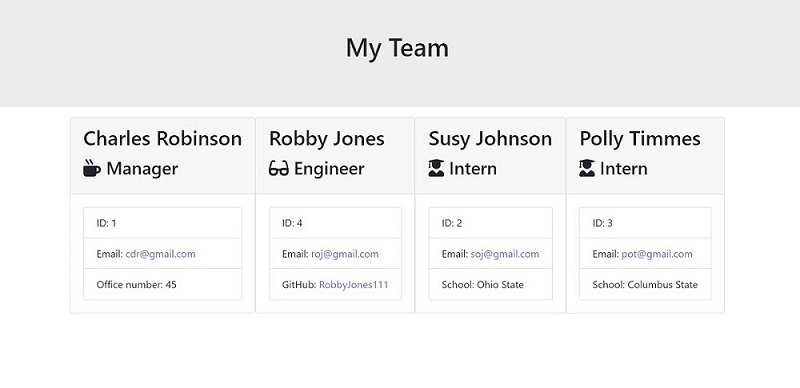 My Team
Charles Robinson
Manager
ID: 1
Email: cdr@gmail.com
Office number: 45
Robby Jones
Engineer
ID: 4
Email: roj@gmail.com
GitHub: RobbyJones111
Susy Johnson
Intern
ID: 2
Email: soj@gmail.com
School: Ohio State
Polly Timmes
Intern
ID: 3
Email: pot@gmail.com
School: Columbus State